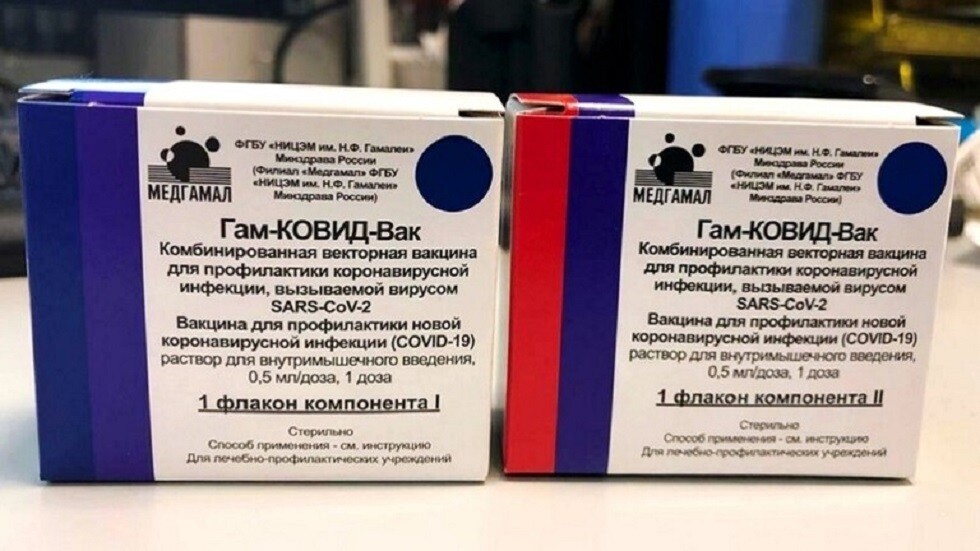 ФГБУ «НИЦЭМ им. Н.Ф. Гамалеи»
Минздрава России
(Филиал «Медгамал» ФГБУ
«НИЦЭМ им. Н.Ф. Гамалеи»
Минздрава России)
МЕДГАМАЛ
Гам-КОВИД-Вак
Комбинированная векторная вакцина
для профилактики коронавирусной
инфекции, вызываемой вирусом
SARS-CoV-2
Вакцина для профилактики новой
коронавирусной инфекции (COVID-19)
раствор для внутримышечного введения,
0,5 мл/доза, 1 доза
1 флакон компонента I
Стерильно
Способ применения - см. инструкцию
Для лечебно-профилактических учреждений
ФГБУ «НИЦЭМ им. Н.Ф. Гамалеи»
Минздрава России
(Филиал «Медгамал» ФГБУ
«НИЦЭМ им. Н.Ф. Гамалеи»
Минздрава России)
МЕДГАМАЛ
Гам-КОВИД-Вак
Комбинированная векторная вакцина
для профилактики коронавирусной
инфекции, вызываемой вирусом
SARS-CoV-2
Вакцина для профилактики новой
коронавирусной инфекции (COVID-19)
раствор для внутримышечного введения,
0,5 мл/доза, 1 доза
1 флакон компонента II
Стерильно
Способ применения - см. инструкцию
Для лечебно-профилактических учреждений